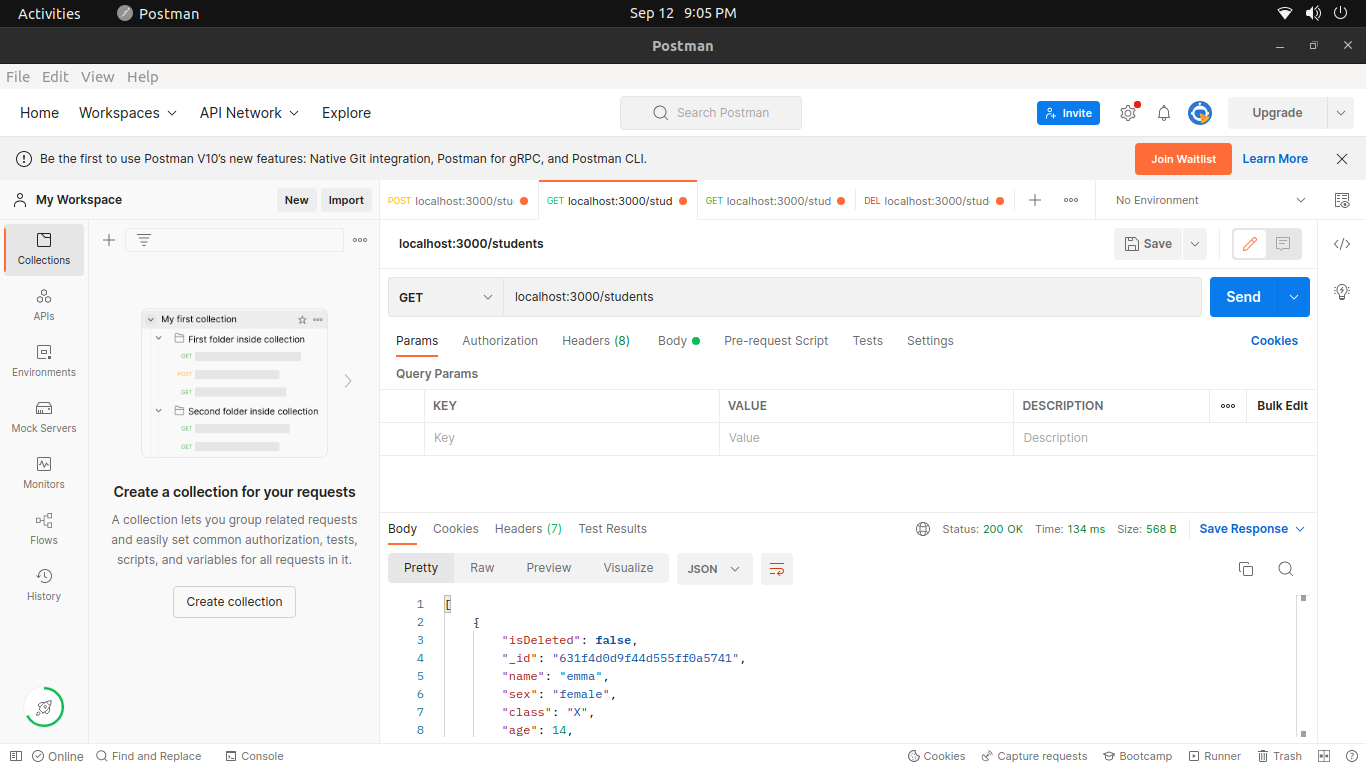 Activities Postman Sep 12 9:05 PM
Postman
File Edit View Help
Home Workspaces API Network Explore Search Postman Invite Upgrade
Be the first to use Postman V10's new features: Native Git integration, Postman for gRPC, and Postman CLI. Join Waitlist Learn More
My Workspace New Import POST localhost:3000/stu GET localhost:3000/stud GET localhost:3000/stud DEL localhost:3000/stud No Environment
Collections
APIs
Environments
Mock Servers
Monitors
Flows
History
My first collection
First folder inside collection
GET
POST
GET
Second folder inside collection
GET
GET
Create a collection for your requests
A collection lets you group related requests
and easily set common authorization, tests,
scripts, and variables for all requests in it.
Create collection
localhost:3000/students Save
GET localhost:3000/students Send
Params Authorization Headers (8) Body Pre-request Script Tests Settings Cookies
Query Params
KEY VALUE DESCRIPTION Bulk Edit
Key Value Description
Body Cookies Headers (7) Test Results Status: 200 OK Time: 134 ms Size: 568 B Save Response
Pretty Raw Preview Visualize JSON
1 [
2 {
3 "isDeleted": false,
4 "_id": "631f4d0d9f44d555ff0a5741",
5 "name": "emma",
6 "sex": "female",
7 "class": "X",
8 "age": 14,
Online Find and Replace Console Cookies Capture requests Bootcamp Runner Trash